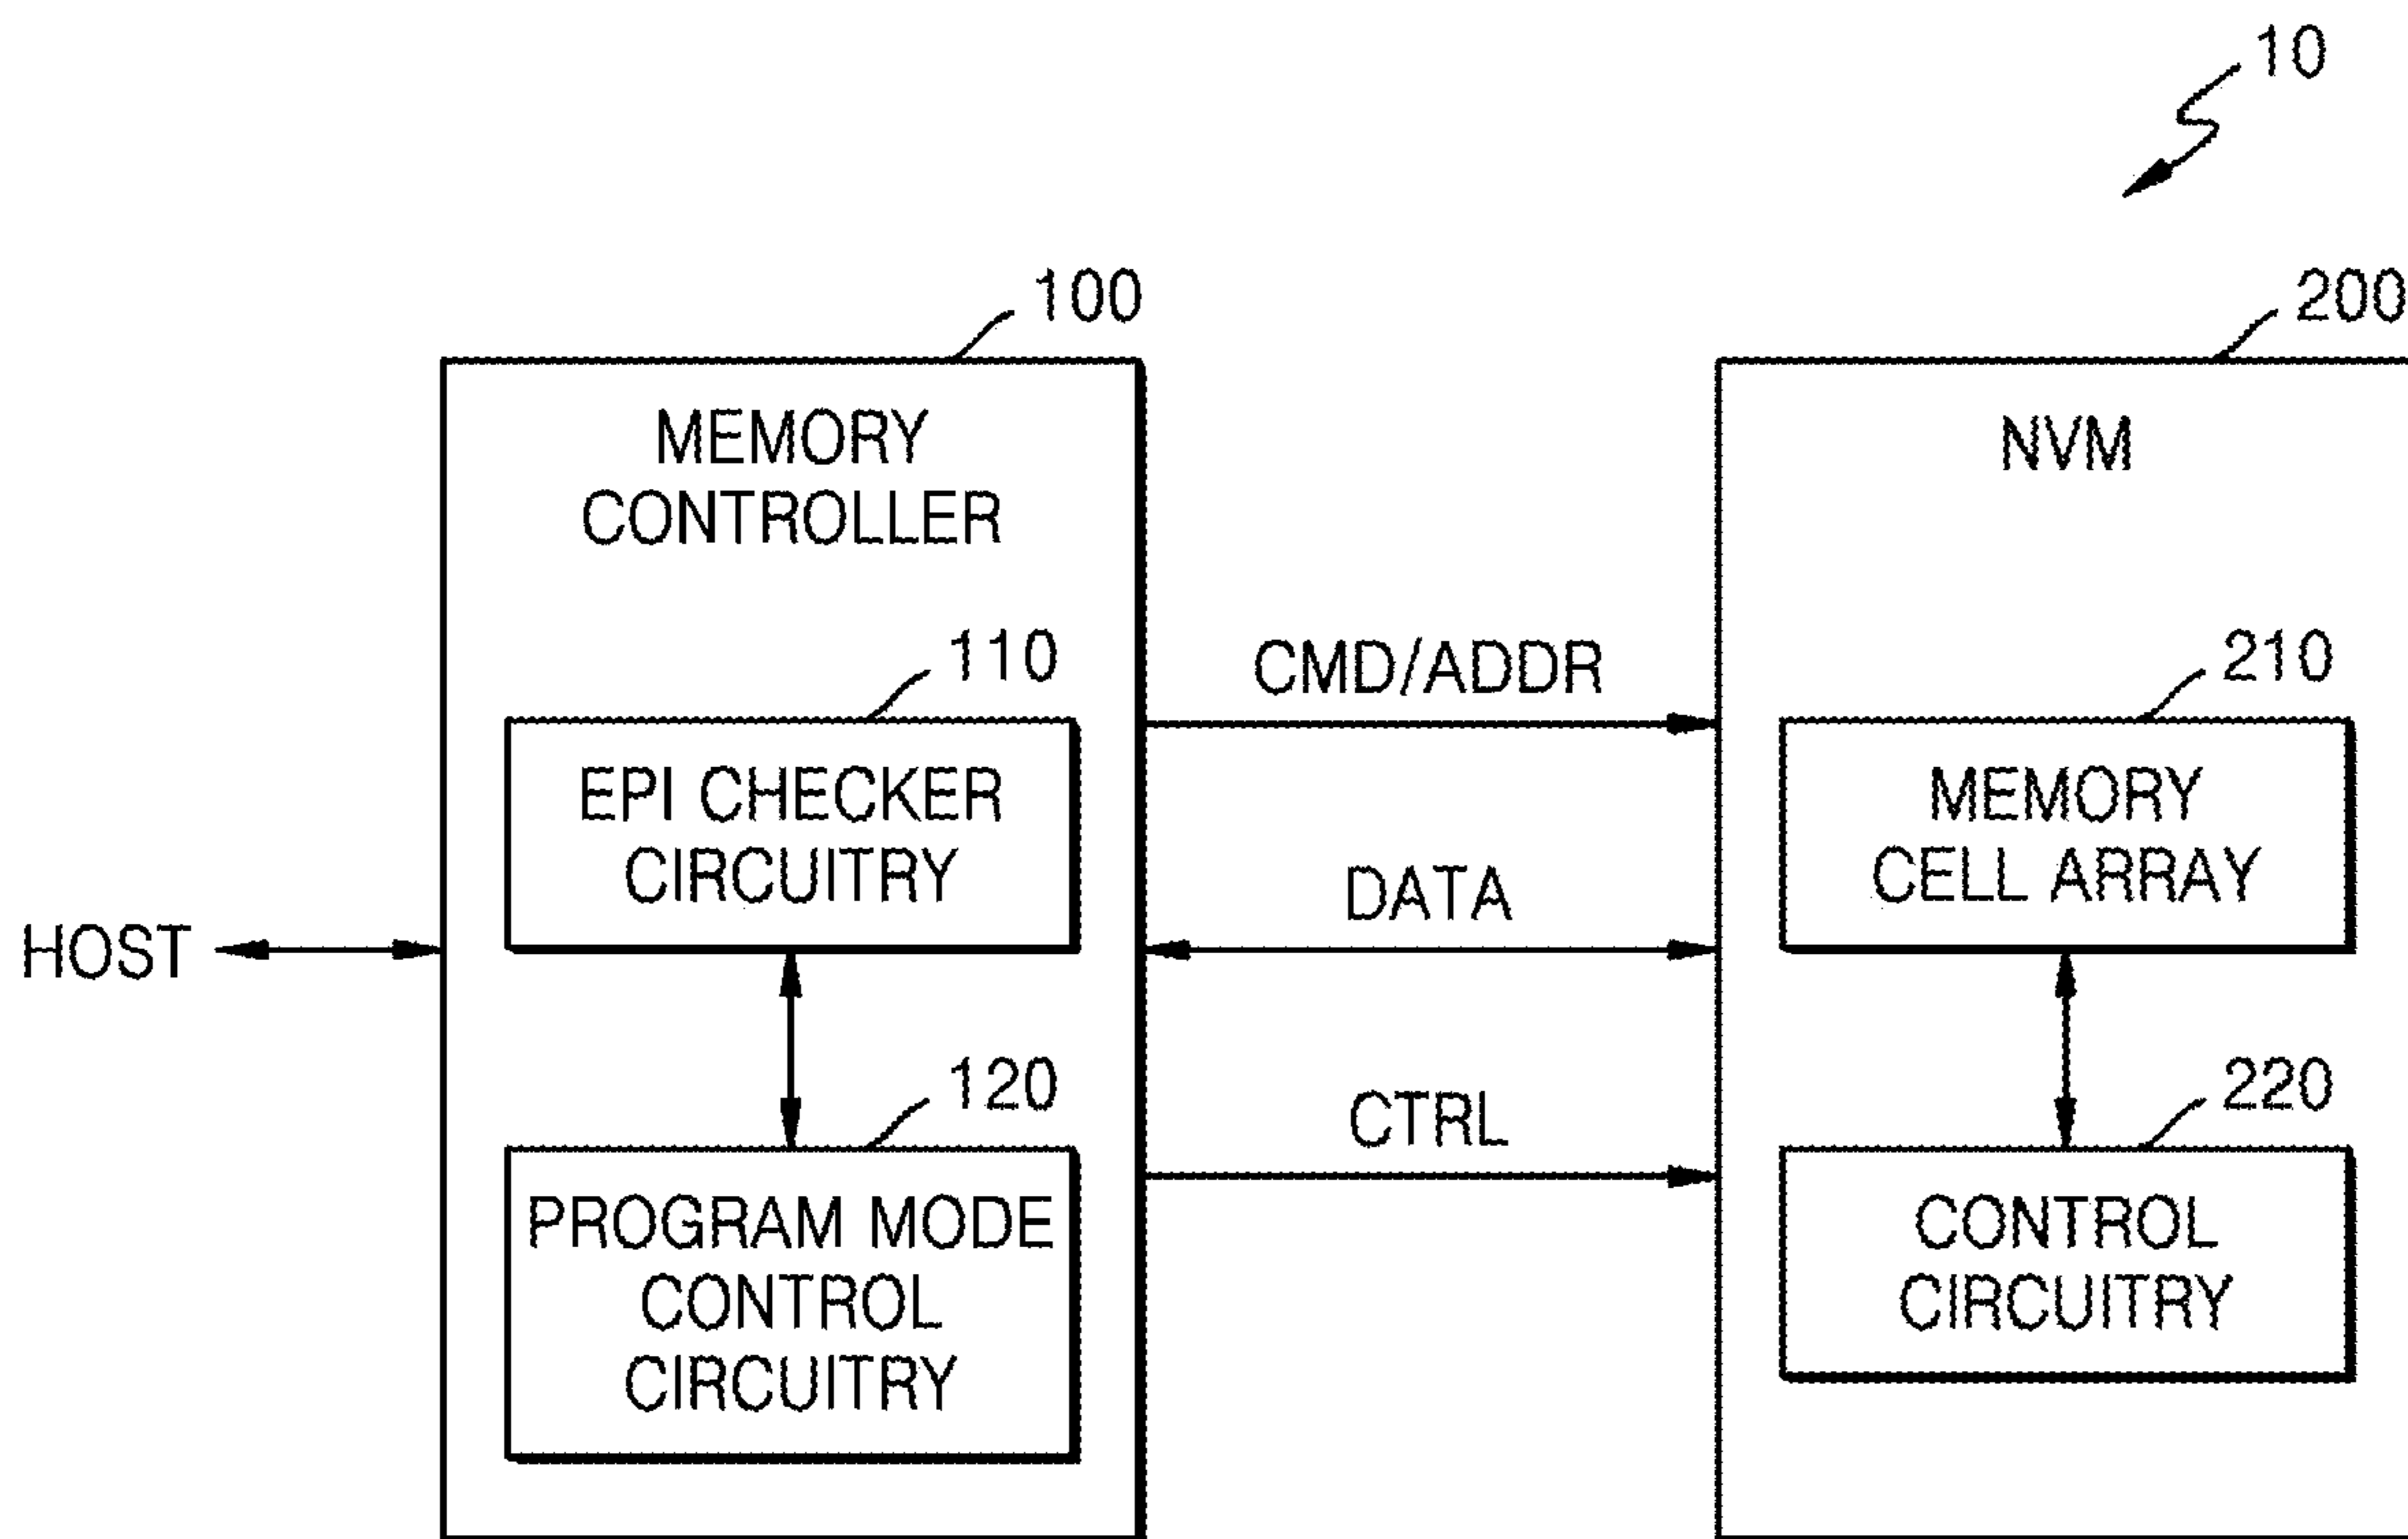 10
100
200
MEMORY
CONTROLLER
NVM
110
CMD/ADDR
210
EPI CHECKER
CIRCUITRY
MEMORY
CELL ARRAY
DATA
HOST
120
CTRL
220
PROGRAM MODE
CONTROL
CIRCUITRY
CONTROL
CIRCUITRY